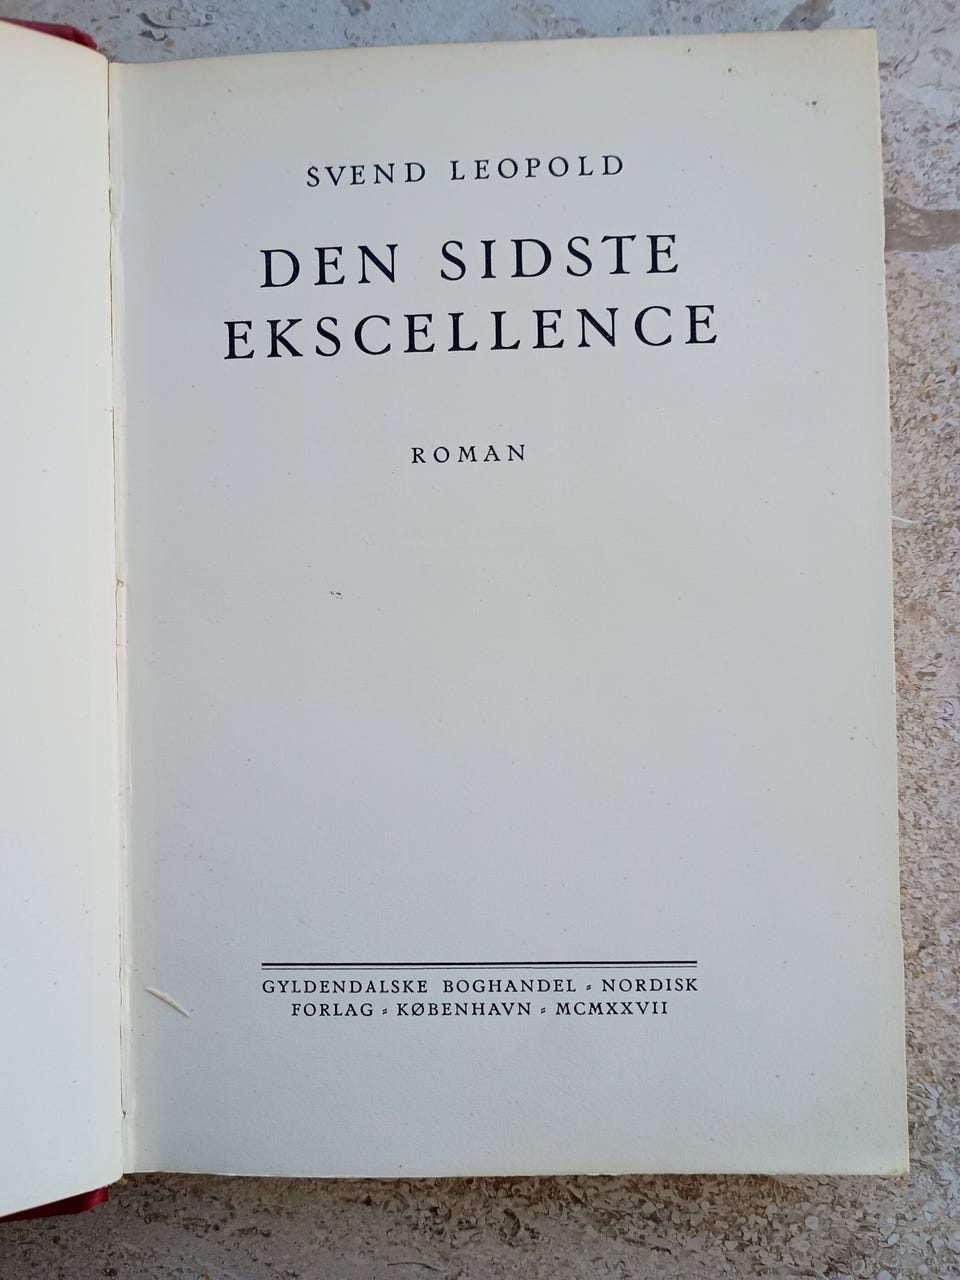 SVEND LEOPOLD
DEN SIDSTE
EKSCELLENCE
ROMAN
GYLDENDALSKE BOGHANDEL ⸗ NORDISK
FORLAG ⸗ KØBENHAVN ⸗ MCMXXVII